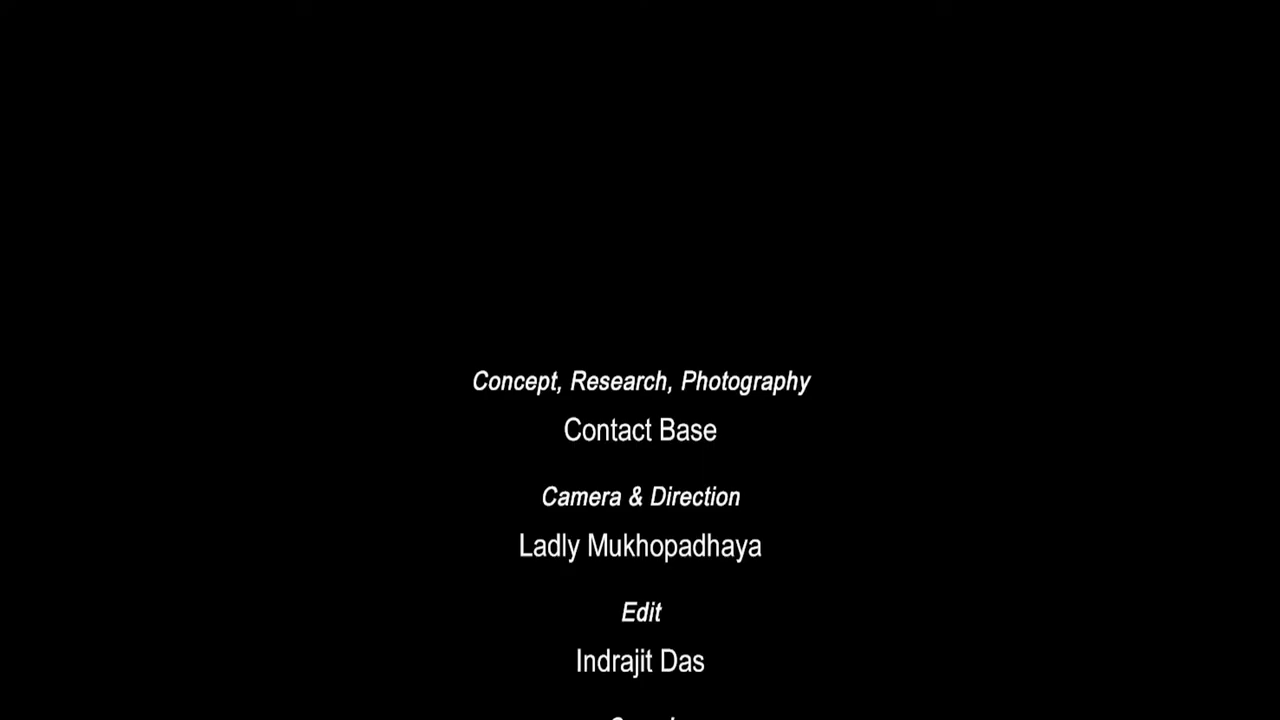 Concept, Research, Photography
Contact Base
Camera & Direction
Ladly Mukhopadhaya
Edit
Indrajit Das